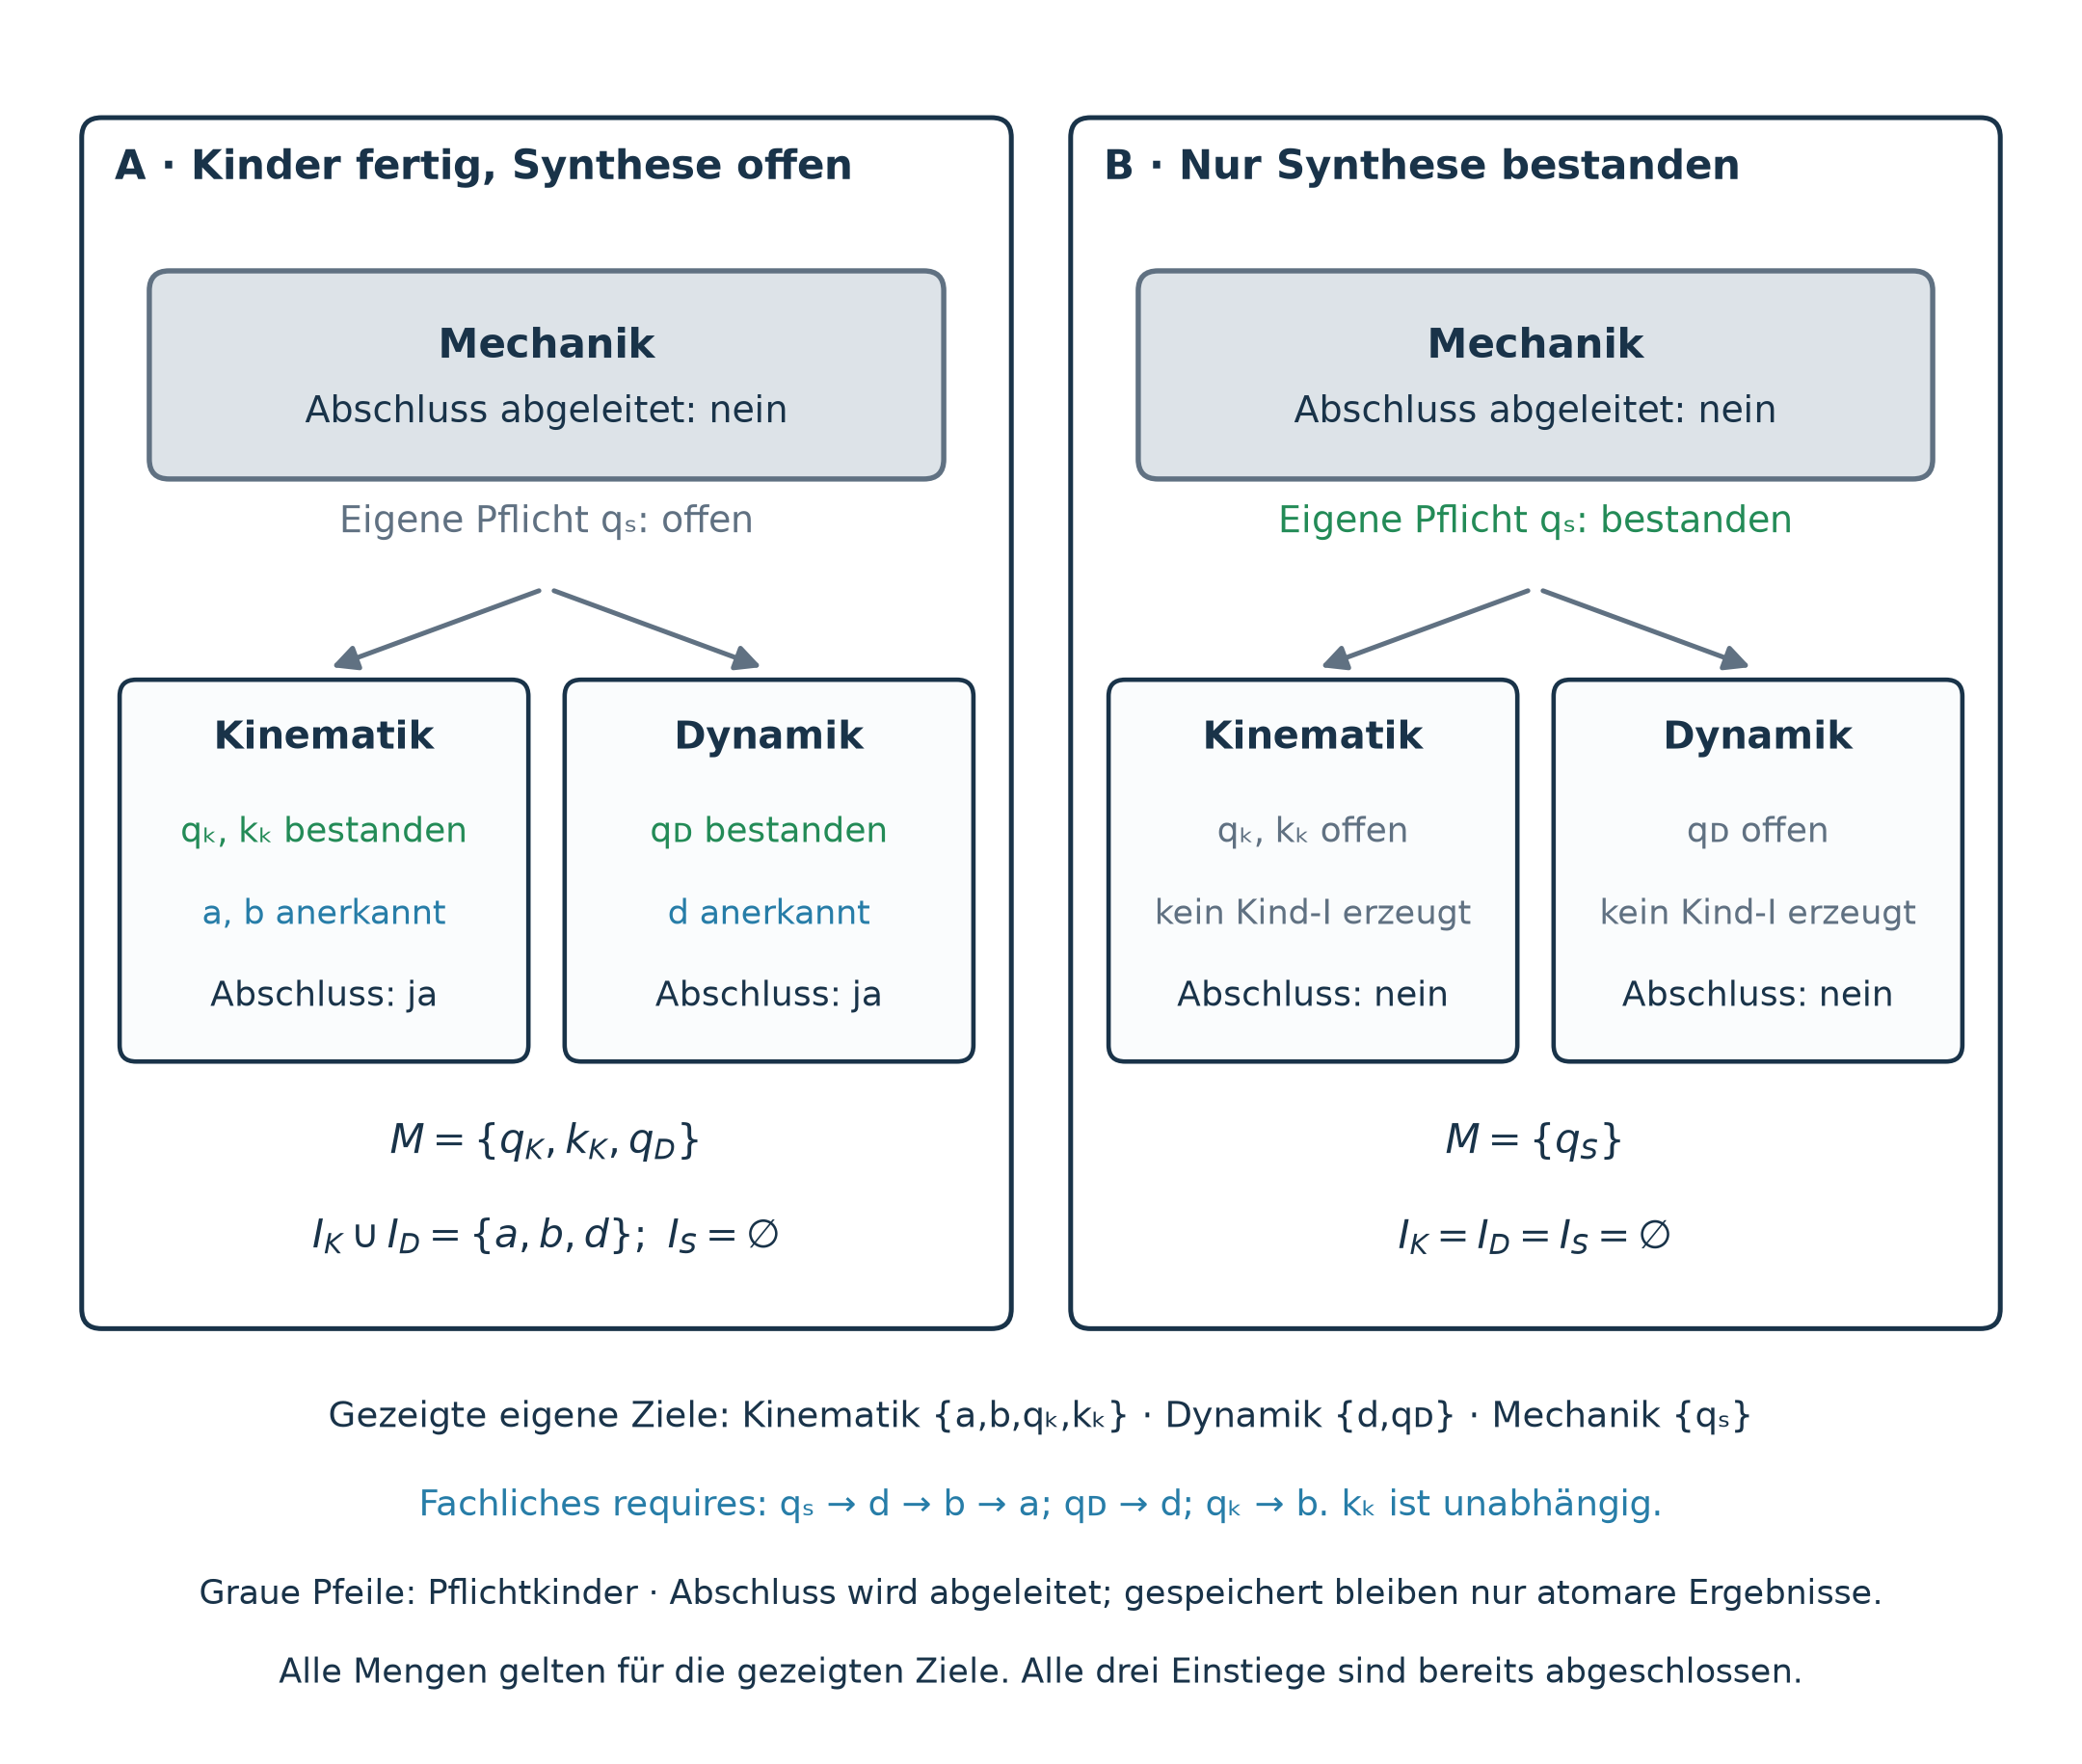 A · Kinder fertig, Synthese offen
Mechanik
Abschluss abgeleitet: nein
Eigene Pflicht qₛ: offen
Kinematik
qₖ, kₖ bestanden
a, b anerkannt
Abschluss: ja
Dynamik
qᴅ bestanden
d anerkannt
Abschluss: ja
M = {q_K, k_K, q_D}
I_K ∪ I_D = {a, b, d}; I_S = ∅
B · Nur Synthese bestanden
Mechanik
Abschluss abgeleitet: nein
Eigene Pflicht qₛ: bestanden
Kinematik
qₖ, kₖ offen
kein Kind-I erzeugt
Abschluss: nein
Dynamik
qᴅ offen
kein Kind-I erzeugt
Abschluss: nein
M = {q_S}
I_K = I_D = I_S = ∅
Gezeigte eigene Ziele: Kinematik {a,b,qₖ,kₖ} · Dynamik {d,qᴅ} · Mechanik {qₛ}
Fachliches requires: qₛ → d → b → a; qᴅ → d; qₖ → b. kₖ ist unabhängig.
Graue Pfeile: Pflichtkinder · Abschluss wird abgeleitet; gespeichert bleiben nur atomare Ergebnisse.
Alle Mengen gelten für die gezeigten Ziele. Alle drei Einstiege sind bereits abgeschlossen.